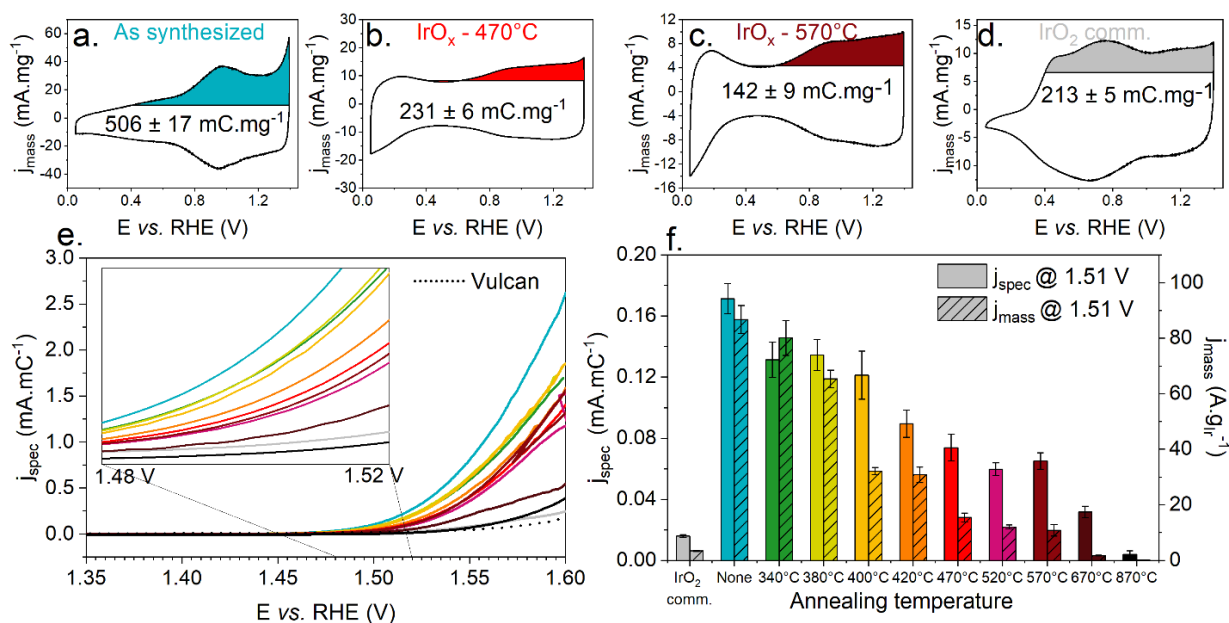 a. As synthesized
j_mass (mA.mg⁻¹)
60
40
20
0
-20
-40
506 ± 17 mC.mg⁻¹
0.0 0.4 0.8 1.2
E vs. RHE (V)
b. IrOₓ - 470°C
j_mass (mA.mg⁻¹)
30
20
10
0
-10
-20
-30
231 ± 6 mC.mg⁻¹
0.0 0.4 0.8 1.2
E vs. RHE (V)
c. IrOₓ - 570°C
j_mass (mA.mg⁻¹)
12
8
4
0
-4
-8
-12
-16
142 ± 9 mC.mg⁻¹
0.0 0.4 0.8 1.2
E vs. RHE (V)
d. IrO₂ comm.
j_mass (mA.mg⁻¹)
15
10
5
0
-5
-10
213 ± 5 mC.mg⁻¹
0.0 0.4 0.8 1.2
E vs. RHE (V)
e.
j_spec (mA.mC⁻¹)
3.0
2.5
2.0
1.5
1.0
0.5
0.0
Vulcan
1.48 V 1.52 V
1.35 1.40 1.45 1.50 1.55 1.60
E vs. RHE (V)
f.
j_spec (mA.mC⁻¹)
0.20
0.16
0.12
0.08
0.04
0.00
j_spec @ 1.51 V
j_mass @ 1.51 V
100
80
60
40
20
0
j_mass (A.g_Ir⁻¹)
IrO₂ comm. None 340°C 380°C 400°C 420°C 470°C 520°C 570°C 670°C 870°C
Annealing temperature